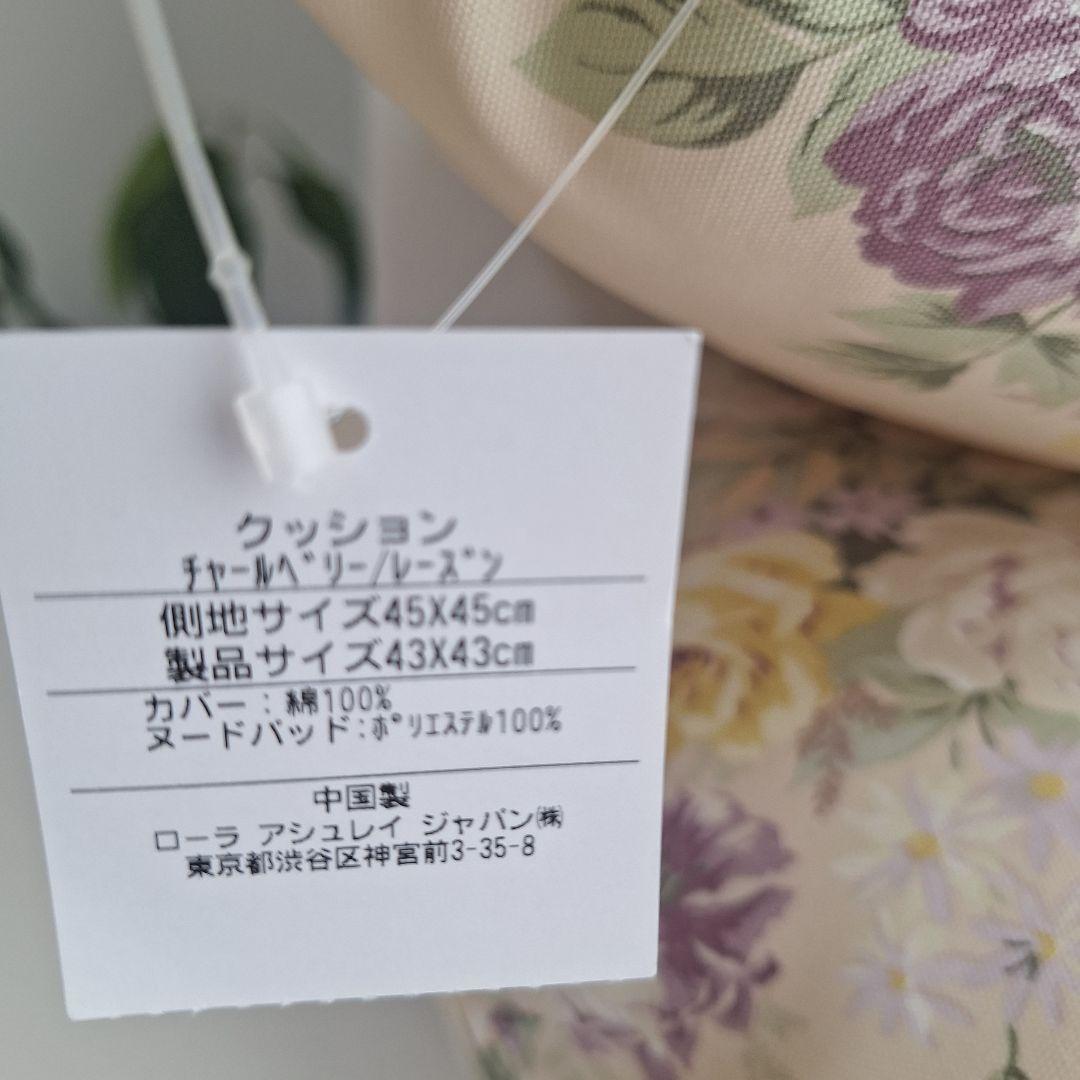 クッション
ﾁｬｰﾙﾍﾞﾘｰ/ﾚｰｽﾞﾝ
側地サイズ45X45cm
製品サイズ43X43cm
カバー：綿100%
ヌードパッド:ﾎﾟﾘｴｽﾃﾙ100%
中国製
ローラ アシュレイ ジャパン㈱
東京都渋谷区神宮前3-35-8